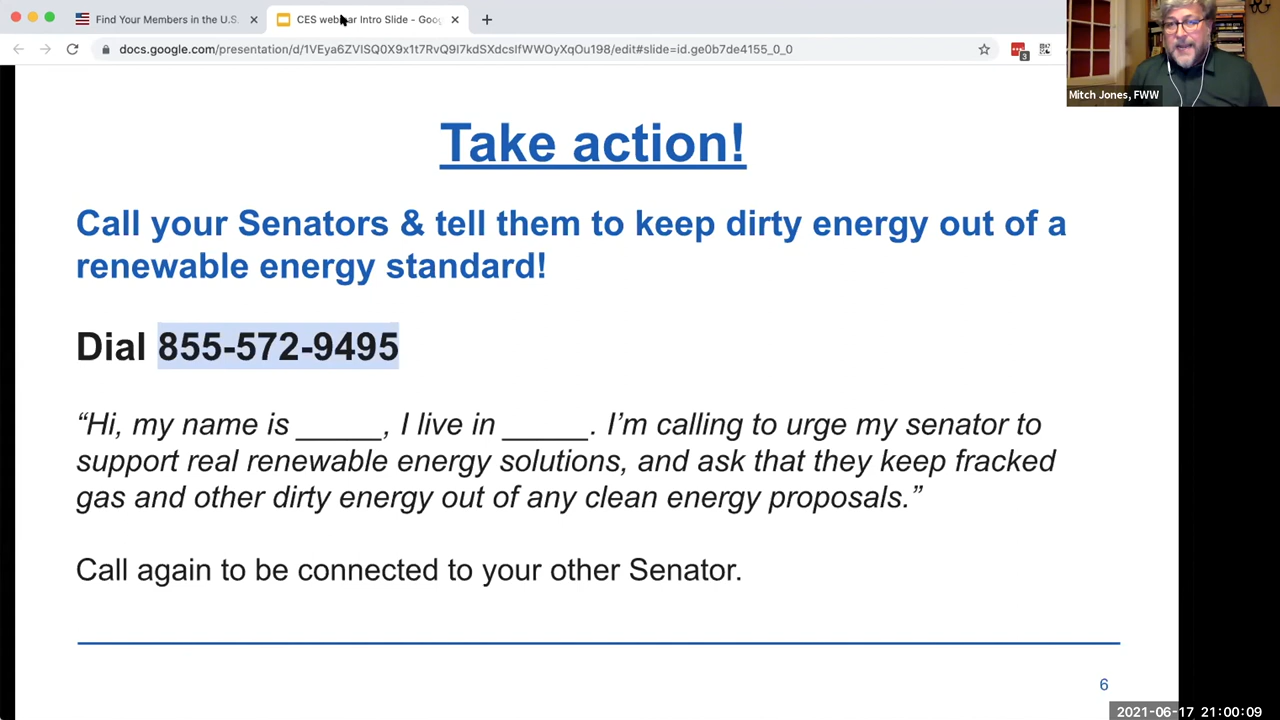 Find Your Members in the U.S.
CES webinar Intro Slide - Goo
docs.google.com/presentation/d/1VEya6ZVlSQ0X9x1t7RvQ9I7kdSXdcsIfWWOyXqOu198/edit#slide=id.ge0b7de4155_0_0
3
Mitch Jones, FWW
Take action!
Call your Senators & tell them to keep dirty energy out of a
renewable energy standard!
Dial 855-572-9495
“Hi, my name is _____, I live in _____. I’m calling to urge my senator to
support real renewable energy solutions, and ask that they keep fracked
gas and other dirty energy out of any clean energy proposals.”
Call again to be connected to your other Senator.
6
2021-06-17 21:00:09